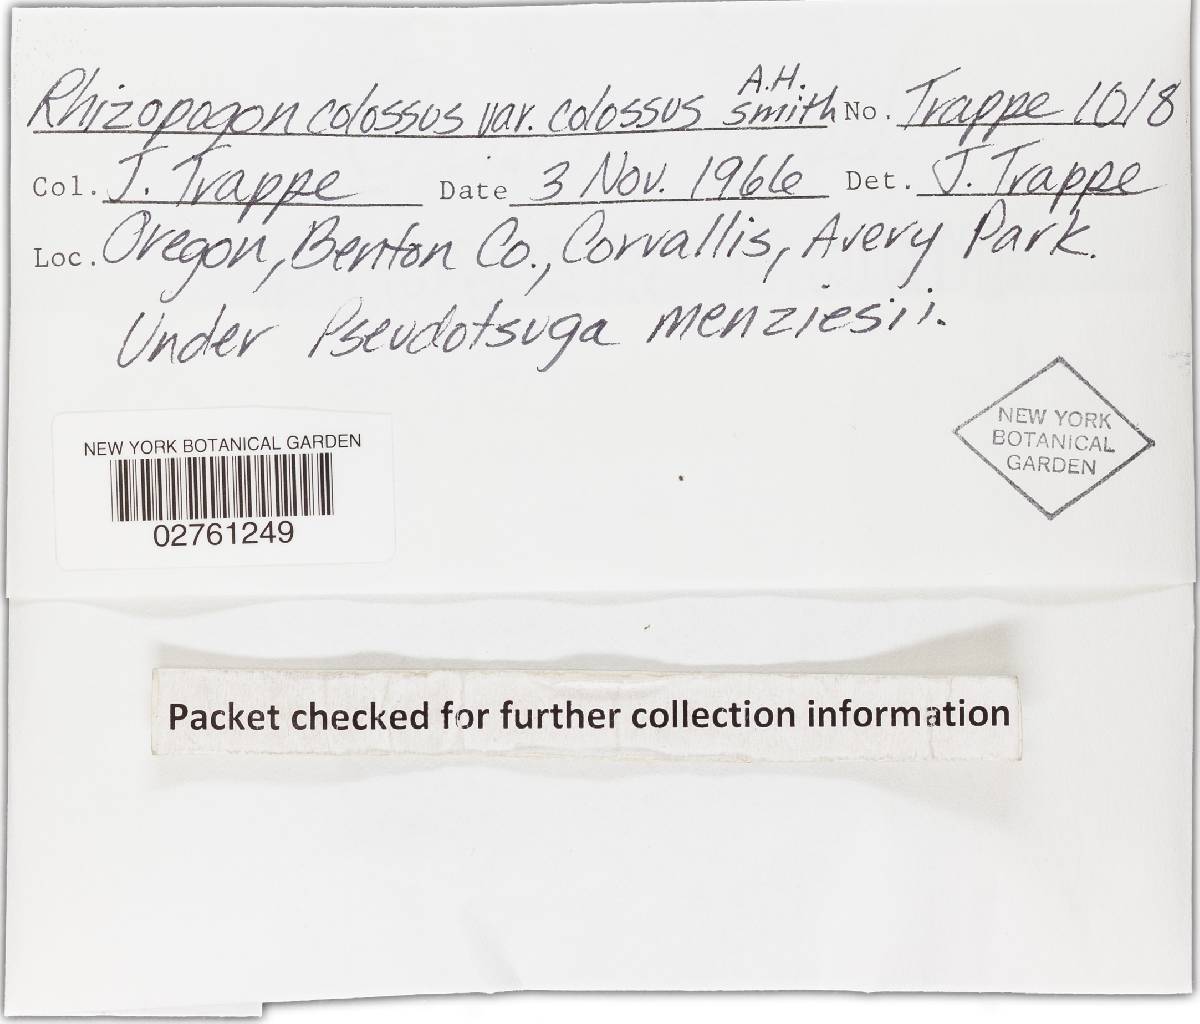 Rhizopogon colossus var. colossus A.H. Smith No. Trappe 1018
Col. J. Trappe Date 3 Nov. 1966 Det. J. Trappe
Loc. Oregon, Benton Co., Corvallis, Avery Park.
Under Pseudotsuga menziesii.
NEW YORK
BOTANICAL
GARDEN
NEW YORK BOTANICAL GARDEN
02761249
Packet checked for further collection information